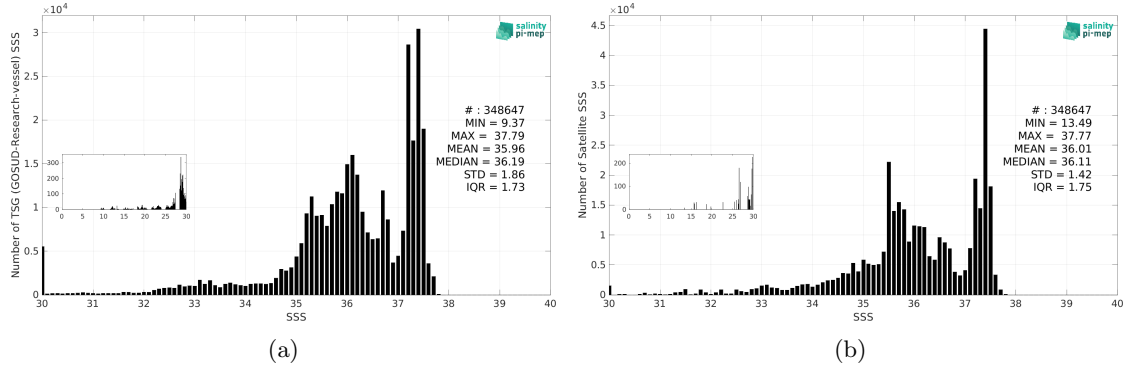 ×10⁴
3
2.5
2
1.5
1
0.5
0
Number of TSG (GOSUD-Research-vessel) SSS
salinity
pi-mep
# : 348647
MIN = 9.37
MAX = 37.79
MEAN = 35.96
MEDIAN = 36.19
STD = 1.86
IQR = 1.73
300
200
100
0
0 5 10 15 20 25 30
30 31 32 33 34 35 36 37 38 39 40
SSS
(a)
×10⁴
4.5
4
3.5
3
2.5
2
1.5
1
0.5
0
Number of Satellite SSS
salinity
pi-mep
# : 348647
MIN = 13.49
MAX = 37.77
MEAN = 36.01
MEDIAN = 36.11
STD = 1.42
IQR = 1.75
200
100
0
0 5 10 15 20 25 30
30 31 32 33 34 35 36 37 38 39 40
SSS
(b)